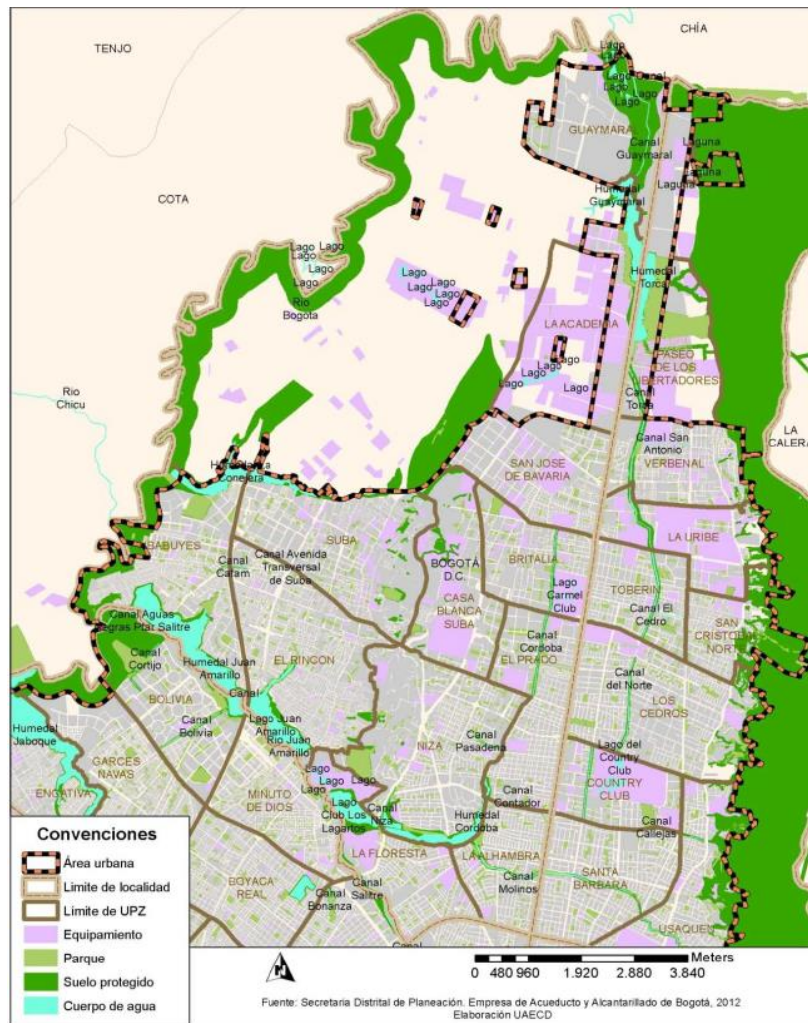 TENJO
CHÍA
Lago
Lago
Canal
Lago
Lago
Lago
GUAYMARAL
Canal
Guaymaral
Laguna
Laguna
Laguna
Humedal
Guaymaral
COTA
Lago
Lago
Lago
Lago
Lago
Rio
Bogota
Lago
Lago
Lago
Lago
Lago
Humedal
Torca
LA ACADEMIA
Lago
Lago
Lago
Lago
Lago
PASEO
DE LOS
LIBERTADORES
Canal
Torca
Rio
Chicu
LA
CALERA
Canal San
Antonio
VERBENAL
SAN JOSE
DE BAVARIA
Conejera
LA URIBE
SUBA
Canal
Cafam
Canal Avenida
Transversal
de Suba
BOGOTÁ
D.C.
CASA
BLANCA
SUBA
BRITALIA
Lago
Carmel
Club
TOBERIN
Canal El
Cedro
SAN
CRISTOBAL
NORTE
Canal Aguas
Negras Ptar Salitre
Canal
Cortijo
Humedal Juan
Amarillo
EL RINCON
Canal
Cordoba
EL PRADO
Canal
del Norte
LOS
CEDROS
BOLIVIA
Canal
Bolivia
Canal
Lago Juan
Amarillo
Rio Juan
Amarillo
Humedal
Jaboque
GARCES
NAVAS
ENGATIVA
NIZA
Canal
Pasadena
Lago del
Country
Club
COUNTRY
CLUB
MINUTO
DE DIOS
Lago
Lago
Lago
Lago
Lago
Club Los
Lagartos
Canal
Niza
Humedal
Cordoba
Canal
Contador
Canal
Callejas
LA FLORESTA
LA ALHAMBRA
Canal
Molinos
SANTA
BARBARA
BOYACA
REAL
Canal
Bonanza
Canal
Salitre
USAQUEN
Canal
Convenciones
Área urbana
Limite de localidad
Limite de UPZ
Equipamiento
Parque
Suelo protegido
Cuerpo de agua
Meters
0 480 960 1.920 2.880 3.840
Fuente: Secretaria Distrital de Planeación. Empresa de Acueducto y Alcantarillado de Bogotá, 2012
Elaboración UAECD